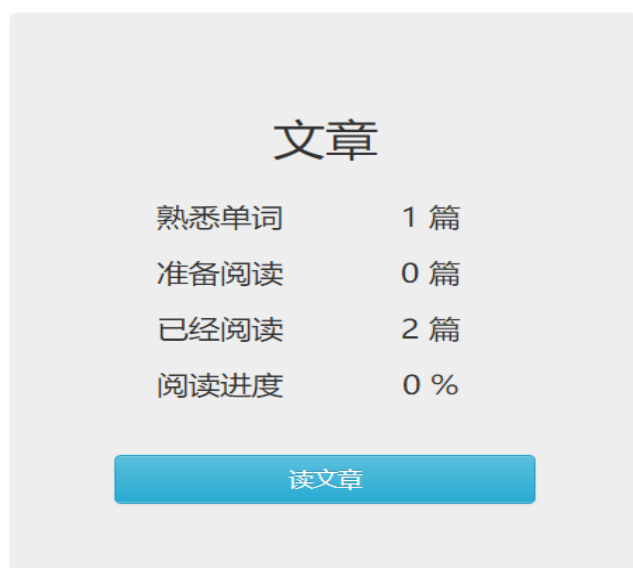 文章
熟悉单词 1 篇
准备阅读 0 篇
已经阅读 2 篇
阅读进度 0 %
读文章